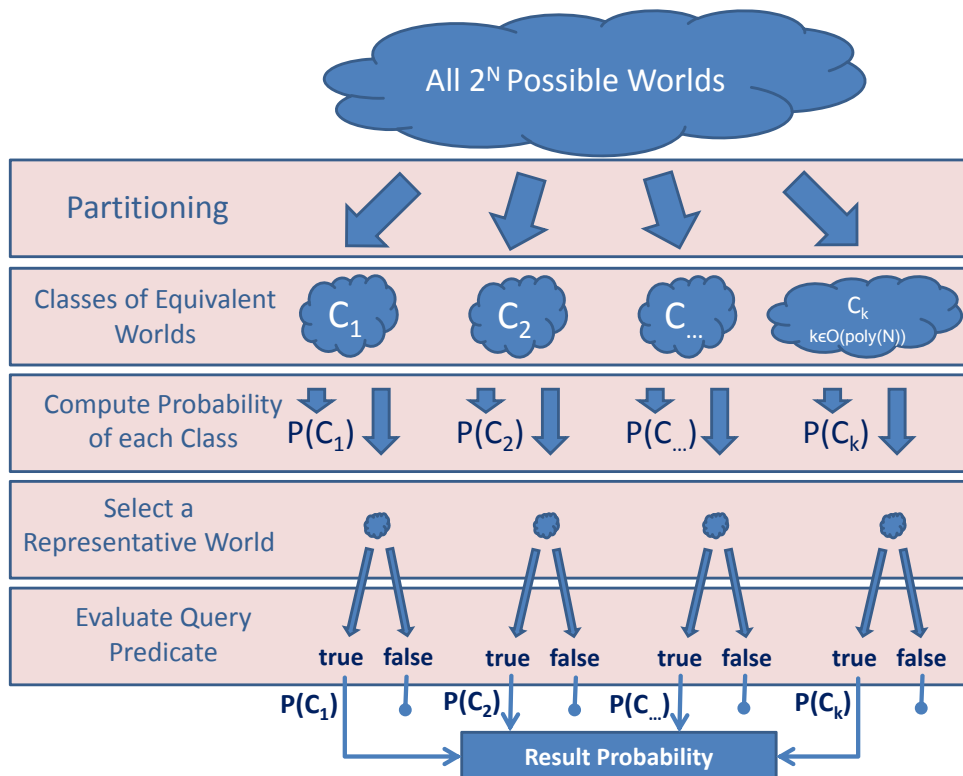 All 2^N Possible Worlds
Partitioning
Classes of Equivalent
Worlds
C₁
C₂
C…
Cₖ
kϵO(poly(N))
Compute Probability
of each Class
P(C₁)
P(C₂)
P(C…)
P(Cₖ)
Select a
Representative World
Evaluate Query
Predicate
true false
true false
true false
true false
P(C₁)
P(C₂)
P(C…)
P(Cₖ)
Result Probability